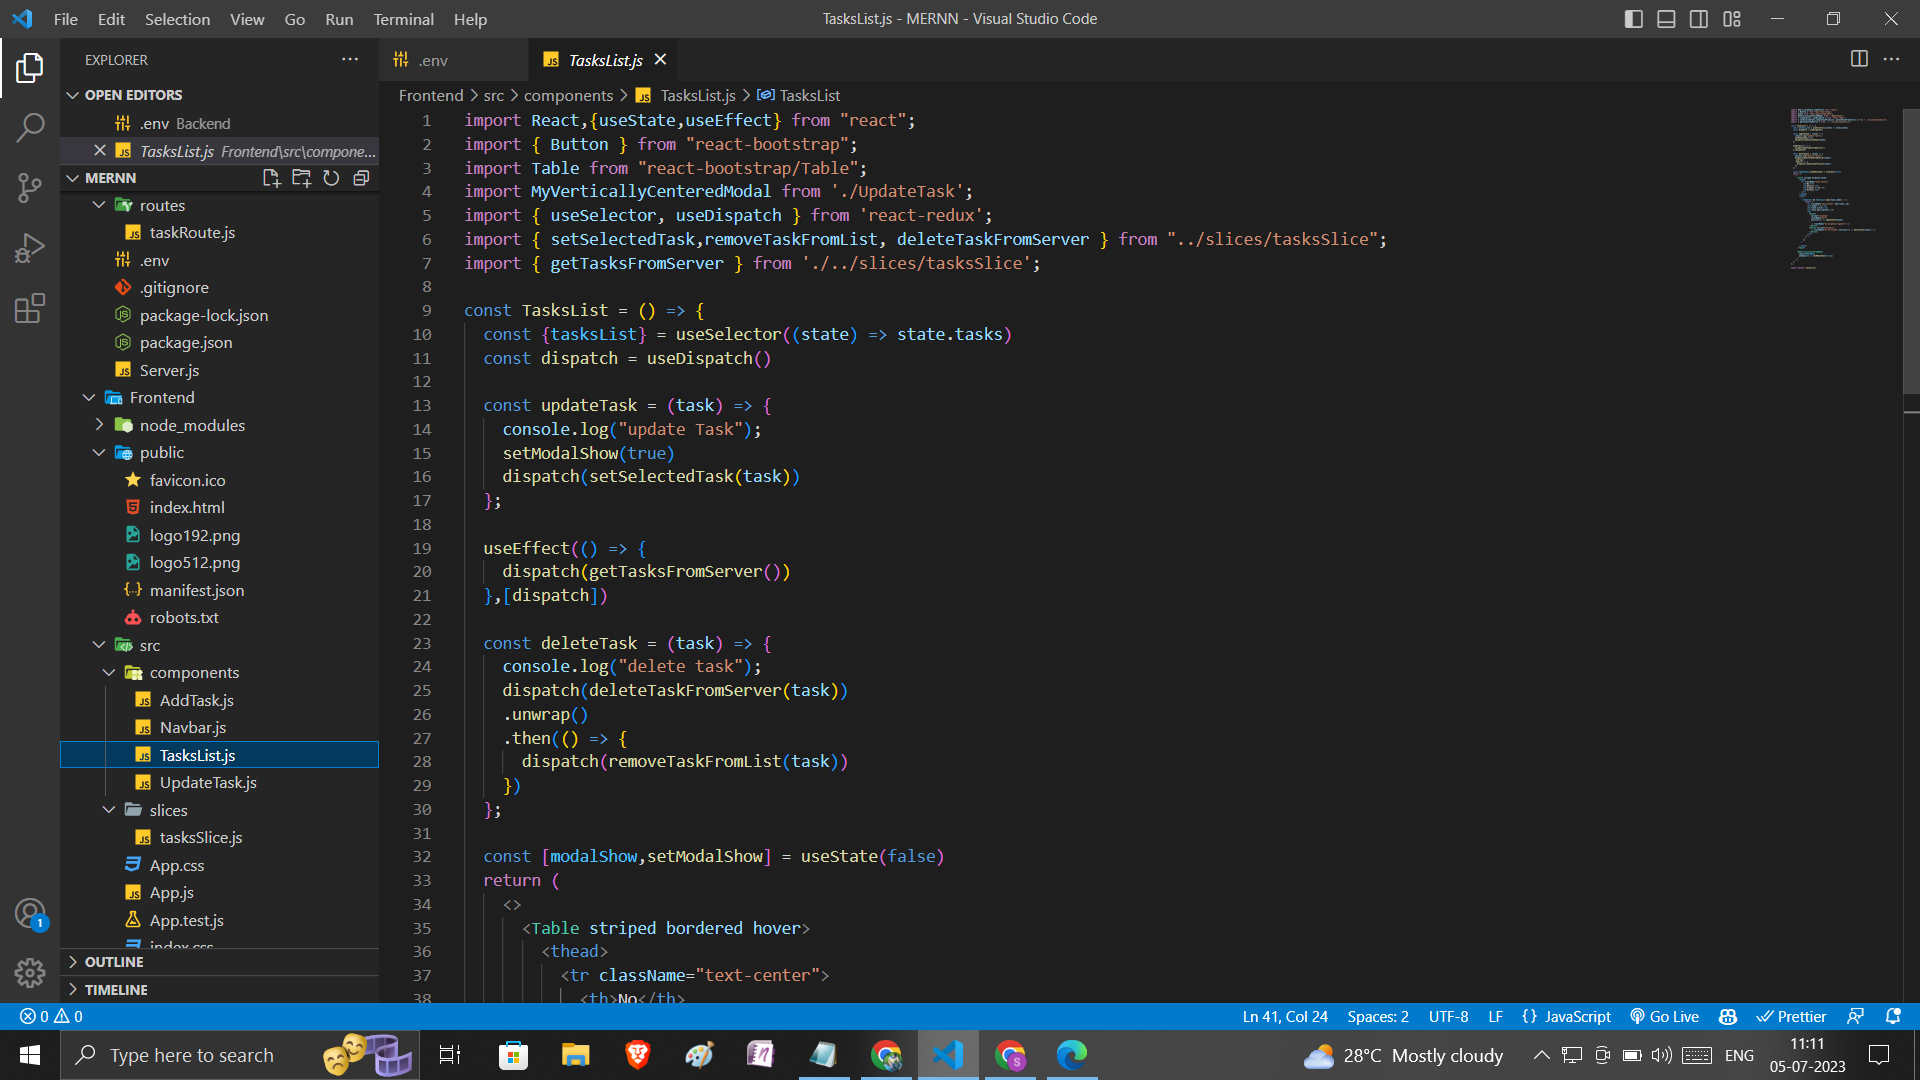 File Edit Selection View Go Run Terminal Help
TasksList.js - MERNN - Visual Studio Code
EXPLORER
OPEN EDITORS
.env Backend
TasksList.js Frontend\src\compone...
MERNN
routes
taskRoute.js
.env
.gitignore
package-lock.json
package.json
Server.js
Frontend
node_modules
public
favicon.ico
index.html
logo192.png
logo512.png
manifest.json
robots.txt
src
components
AddTask.js
Navbar.js
TasksList.js
UpdateTask.js
slices
tasksSlice.js
App.css
App.js
App.test.js
index.css
OUTLINE
TIMELINE
.env
TasksList.js
Frontend > src > components > TasksList.js > TasksList
1 import React,{useState,useEffect} from "react";
2 import { Button } from "react-bootstrap";
3 import Table from "react-bootstrap/Table";
4 import MyVerticallyCenteredModal from './UpdateTask';
5 import { useSelector, useDispatch } from 'react-redux';
6 import { setSelectedTask,removeTaskFromList, deleteTaskFromServer } from "../slices/tasksSlice";
7 import { getTasksFromServer } from './../slices/tasksSlice';
8
9 const TasksList = () => {
10 const {tasksList} = useSelector((state) => state.tasks)
11 const dispatch = useDispatch()
12
13 const updateTask = (task) => {
14 console.log("update Task");
15 setModalShow(true)
16 dispatch(setSelectedTask(task))
17 };
18
19 useEffect(() => {
20 dispatch(getTasksFromServer())
21 },[dispatch])
22
23 const deleteTask = (task) => {
24 console.log("delete task");
25 dispatch(deleteTaskFromServer(task))
26 .unwrap()
27 .then(() => {
28 dispatch(removeTaskFromList(task))
29 })
30 };
31
32 const [modalShow,setModalShow] = useState(false)
33 return (
34 <>
35 <Table striped bordered hover>
36 <thead>
37 <tr className="text-center">
38 <th>No</th>
0 0
Ln 41, Col 24 Spaces: 2 UTF-8 LF {} JavaScript Go Live Prettier
1
Type here to search
28°C Mostly cloudy
ENG
11:11
05-07-2023